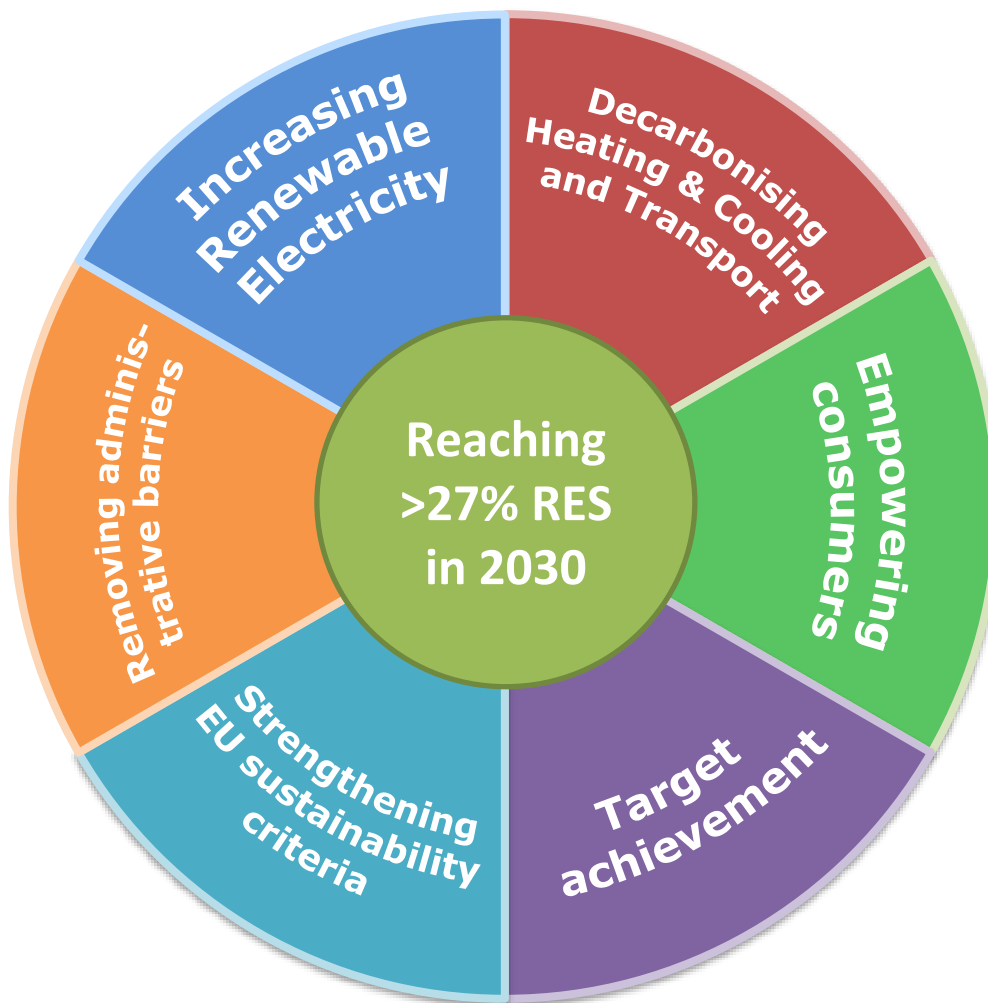 Increasing
Renewable
Electricity
Decarbonising
Heating & Cooling
and Transport
Empowering
consumers
Target
achievement
Strengthening
EU sustainability
criteria
Removing adminis-
trative barriers
Reaching
>27% RES
in 2030